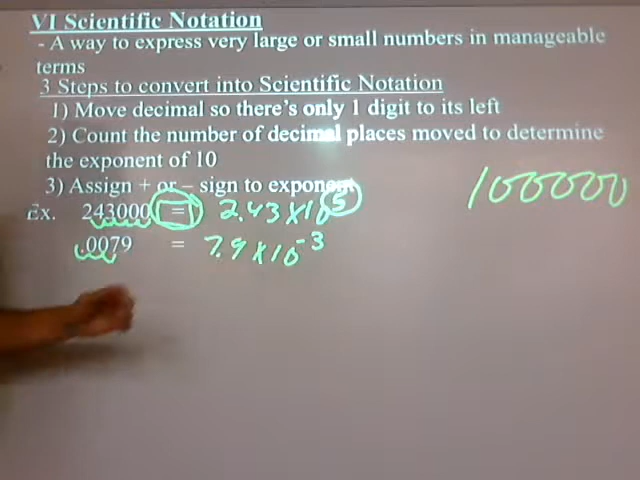 VI Scientific Notation
- A way to express very large or small numbers in manageable
terms
3 Steps to convert into Scientific Notation
1) Move decimal so there's only 1 digit to its left
2) Count the number of decimal places moved to determine
the exponent of 10
3) Assign + or – sign to exponent
1000000
Ex. 243000 = 2.43 x 10⁵
.0079 = 7.9 x 10⁻³